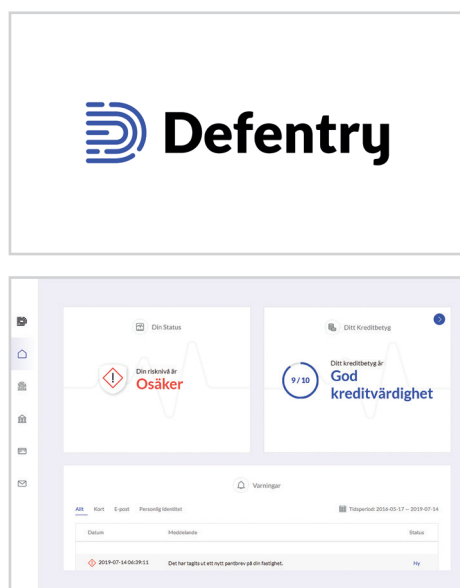 Defentry
Din Status
Din risknivå är
Osäker
Ditt Kreditbetyg
9/10
Ditt kreditbetyg är
God
kreditvärdighet
Varningar
Allt Kort E-post Personlig Identitet
Tidsperiod: 2016-05-17 — 2019-07-14
Datum Meddelande Status
2019-07-14 06:39:11 Det har tagits ut ett nytt pantbrev på din fastighet. Ny